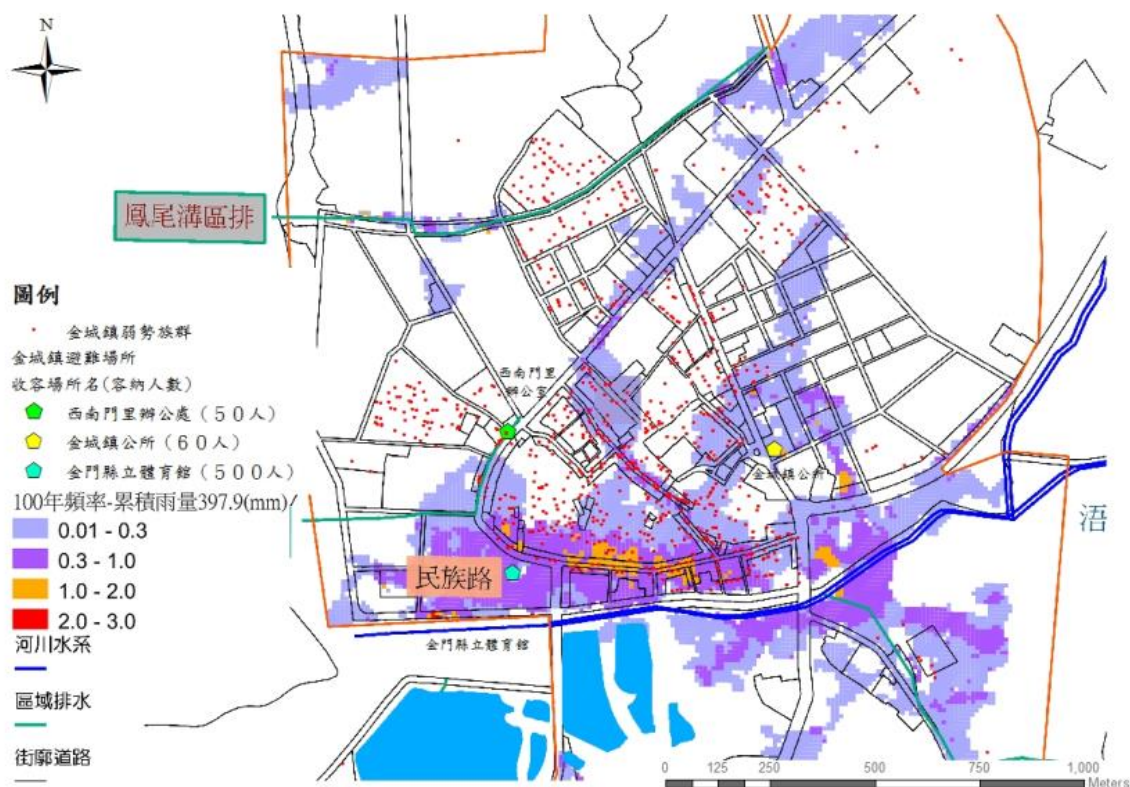 N
鳳尾溝區排
圖例
金城鎮弱勢族群
金城鎮避難場所
收容場所名(容納人數)
西南門里辦公處(50人)
金城鎮公所(60人)
金門縣立體育館(500人)
100年頻率-累積雨量397.9(mm)
0.01 - 0.3
0.3 - 1.0
1.0 - 2.0
2.0 - 3.0
河川水系
區域排水
街廓道路
西南門里
辦公室
金城鎮公所
浯
民族路
金門縣立體育館
0 125 250 500 750 1,000
Meters